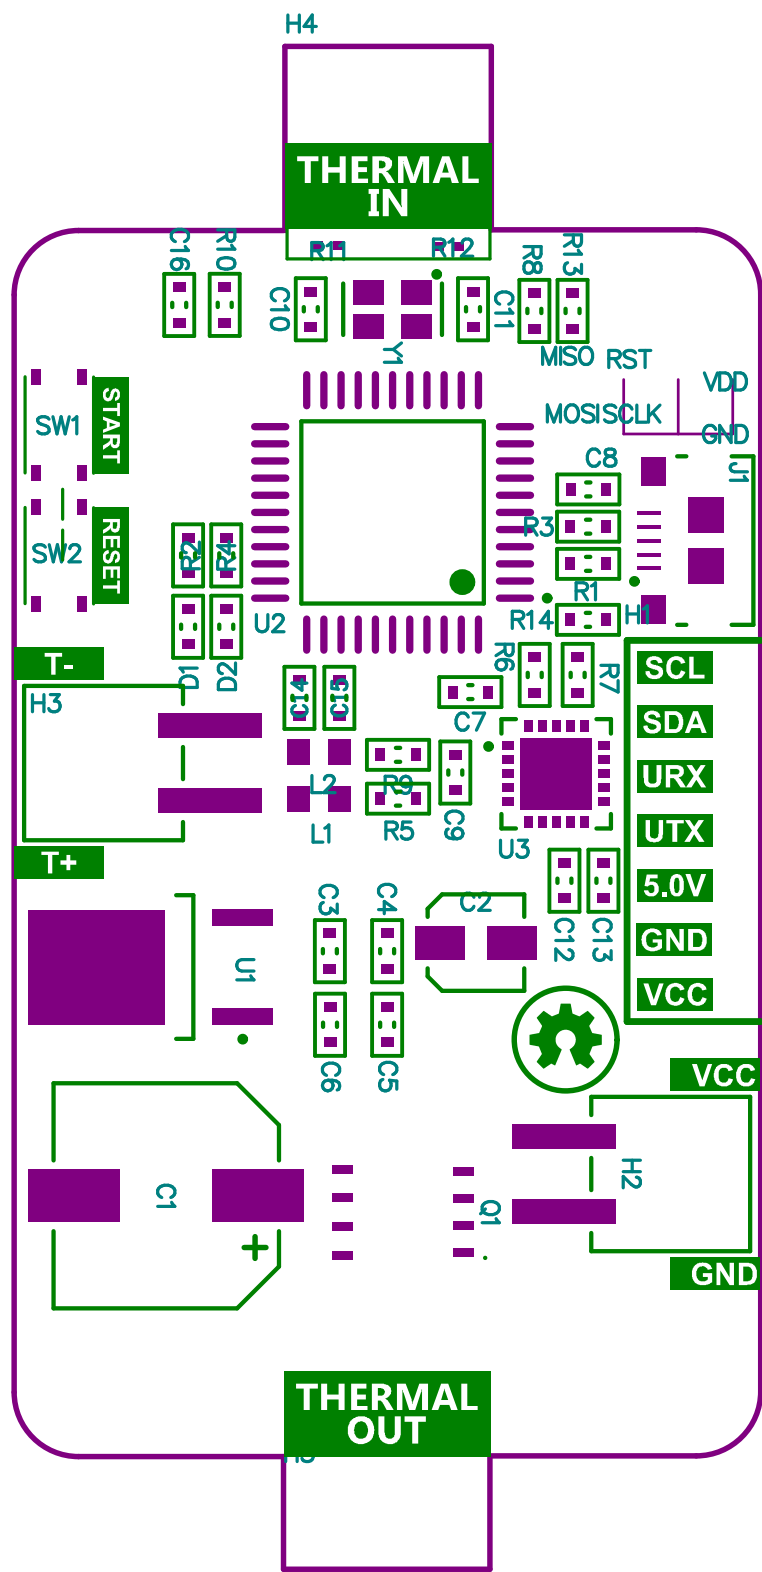 H4
THERMAL
IN
C16
R10
R11
R12
R8
R13
C10
C11
Y1
MISO
RST
VDD
MOSI
SCLK
GND
START
SW1
C8
J1
RESET
SW2
R2
R4
R3
R1
H1
R14
U2
T-
D1
D2
R6
R7
SCL
H3
C14
C15
C7
SDA
L2
R9
URX
L1
R5
C9
U3
UTX
T+
C3
C4
C2
5.0V
C12
C13
GND
U1
VCC
C6
C5
VCC
C1
Q1
H2
+
GND
THERMAL
OUT